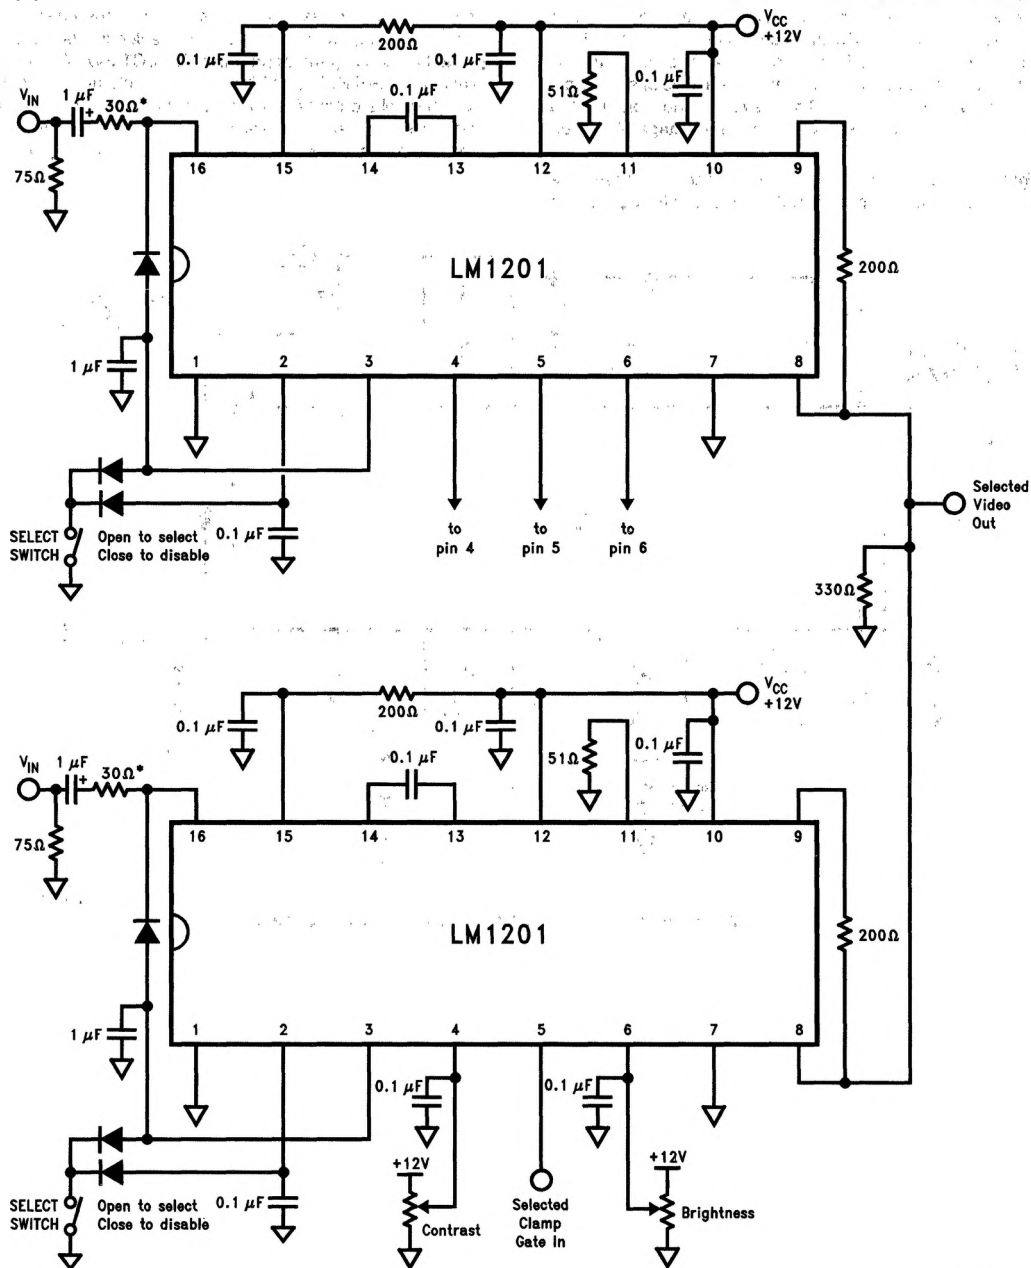 V_CC
+12V
0.1 μF
200Ω
0.1 μF
51Ω
0.1 μF
0.1 μF
V_IN
1 μF
+
30Ω*
75Ω
16 15 14 13 12 11 10 9
LM1201
200Ω
1 μF
1 2 3 4 5 6 7 8
SELECT
SWITCH
Open to select
Close to disable
0.1 μF
to
pin 4
to
pin 5
to
pin 6
Selected
Video
Out
330Ω
V_CC
+12V
0.1 μF
200Ω
0.1 μF
51Ω
0.1 μF
0.1 μF
V_IN
1 μF
+
30Ω*
75Ω
16 15 14 13 12 11 10 9
LM1201
200Ω
1 μF
1 2 3 4 5 6 7 8
0.1 μF
0.1 μF
SELECT
SWITCH
Open to select
Close to disable
0.1 μF
+12V
Contrast
Selected
Clamp
Gate In
+12V
Brightness